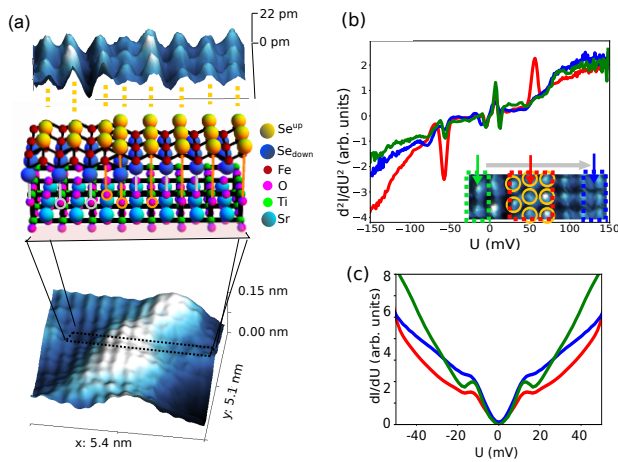 (a)
22 pm
0 pm
Se^up
Se_down
Fe
O
Ti
Sr
0.15 nm
0.00 nm
x: 5.4 nm
y: 5.1 nm
(b)
d²I/dU² (arb. units)
4
3
2
1
0
−1
−2
−3
−4
−150 −100 −50 0 50 100 150
U (mV)
(c)
dI/dU (arb. units)
8
6
4
2
0
-40 -20 0 20 40
U (mV)